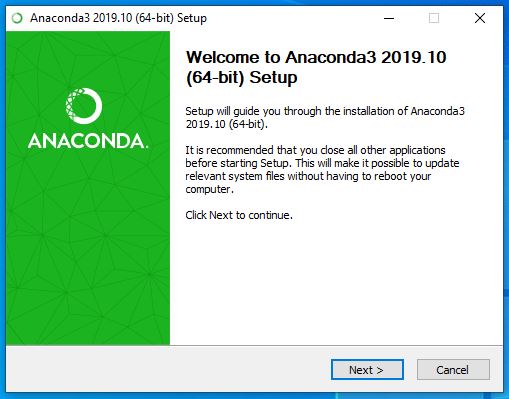 Anaconda3 2019.10 (64-bit) Setup
ANACONDA.
Welcome to Anaconda3 2019.10
(64-bit) Setup
Setup will guide you through the installation of Anaconda3
2019.10 (64-bit).
It is recommended that you close all other applications
before starting Setup. This will make it possible to update
relevant system files without having to reboot your
computer.
Click Next to continue.
Next >
Cancel